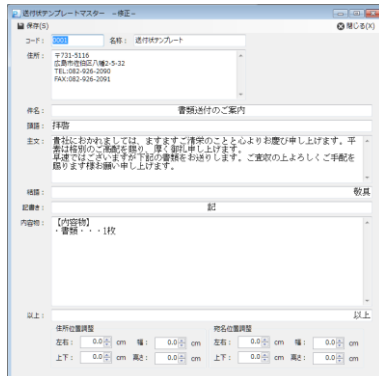 送付状テンプレートマスター －修正－
保存(S)
閉じる(X)
コード： 0001 名称： 送付状テンプレート
住所： 〒731-5116
広島市佐伯区八幡2-5-32
TEL:082-926-2090
FAX:082-926-2091
件名： 書類送付のご案内
頭語： 拝啓
主文： 貴社におかれましては、ますますご清栄のことと心よりお慶び申し上げます。平
素は格別のご高配を賜り、厚く御礼申し上げます。
早速ではございますが下記の書類をお送りします。ご査収の上よろしくご手配を
賜ります様お願い申し上げます。
結語： 敬具
記書き： 記
内容物： 【内容物】
・書類・・・1枚
以上： 以上
住所位置調整
左右： 0.0 cm 幅： 0.0 cm
上下： 0.0 cm 高さ： 0.0 cm
宛名位置調整
左右： 0.0 cm 幅： 0.0 cm
上下： 0.0 cm 高さ： 0.0 cm